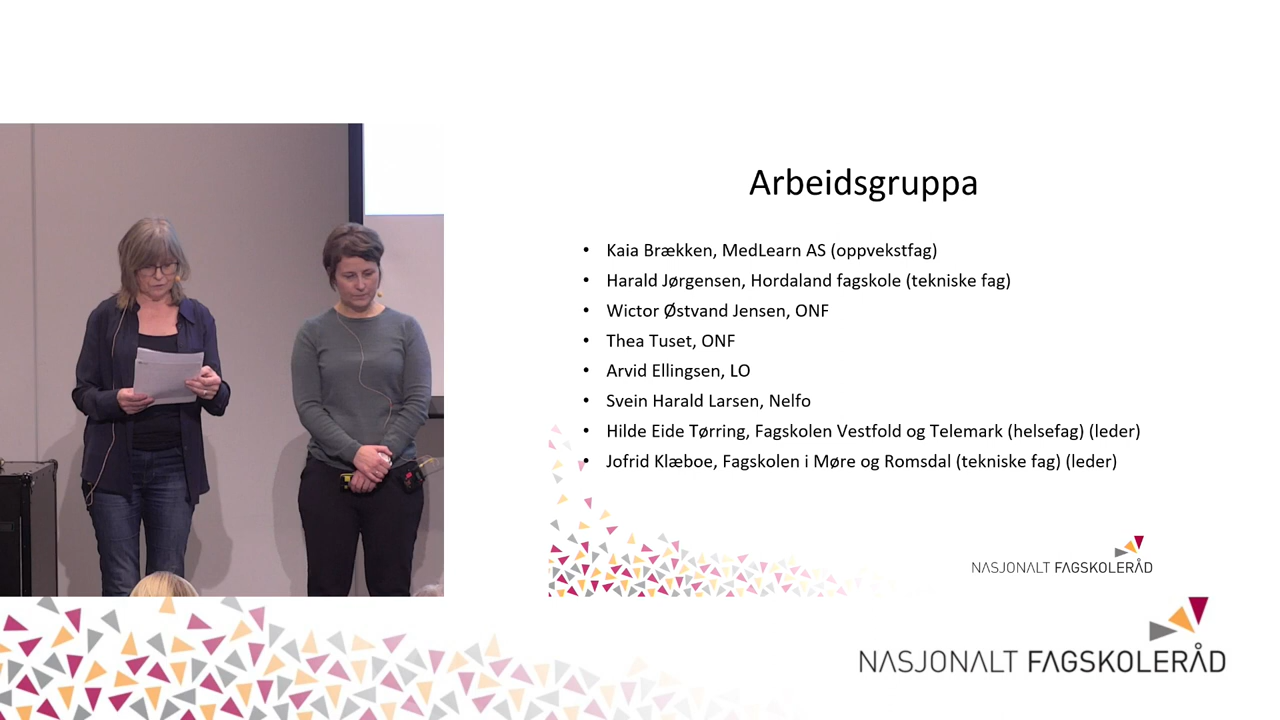 Arbeidsgruppa
• Kaia Brækken, MedLearn AS (oppvekstfag)
• Harald Jørgensen, Hordaland fagskole (tekniske fag)
• Wictor Østvand Jensen, ONF
• Thea Tuset, ONF
• Arvid Ellingsen, LO
• Svein Harald Larsen, Nelfo
• Hilde Eide Tørring, Fagskolen Vestfold og Telemark (helsefag) (leder)
• Jofrid Klæboe, Fagskolen i Møre og Romsdal (tekniske fag) (leder)
NASJONALT FAGSKOLERÅD
NASJONALT FAGSKOLERÅD